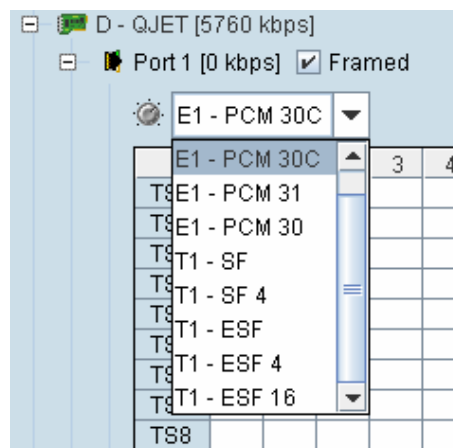 D - QJET [5760 kbps]
Port 1 [0 kbps] Framed
E1 - PCM 30C
E1 - PCM 30C 3 4
E1 - PCM 31
E1 - PCM 30
T1 - SF
T1 - SF 4
T1 - ESF
T1 - ESF 4
T1 - ESF 16
TS8